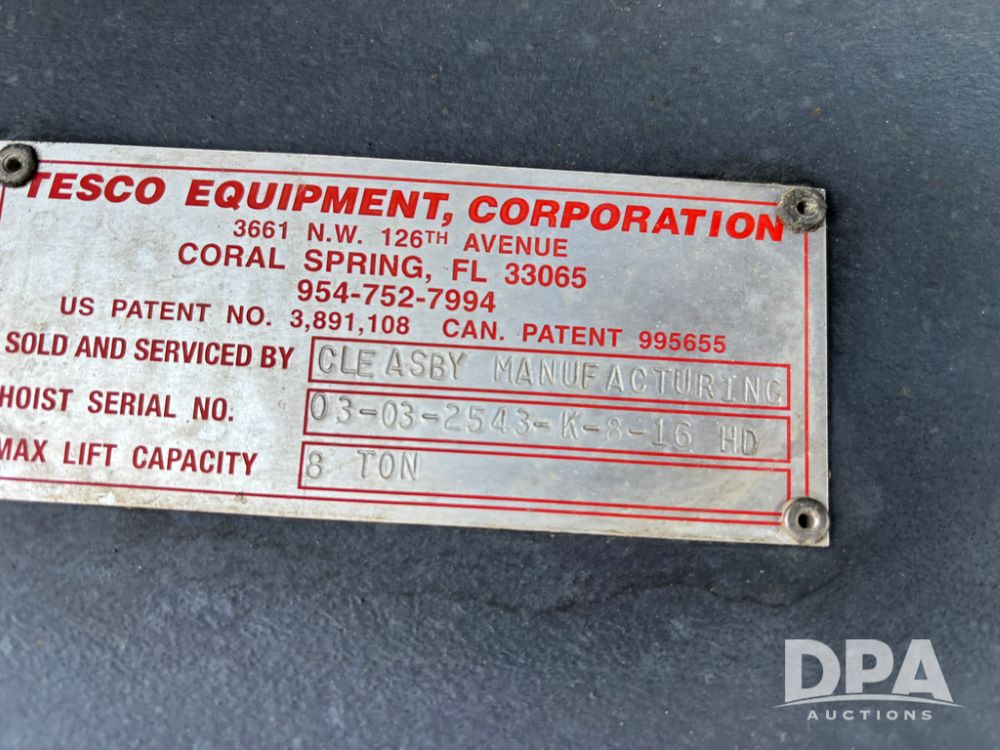 TESCO EQUIPMENT, CORPORATION
3661 N.W. 126TH AVENUE
CORAL SPRING, FL 33065
954-752-7994
US PATENT NO. 3,891,108 CAN. PATENT 995655
SOLD AND SERVICED BY CLEASBY MANUFACTURING
HOIST SERIAL NO. 03-03-2543-K-8-16 HD
MAX LIFT CAPACITY 8 TON
DPA
AUCTIONS